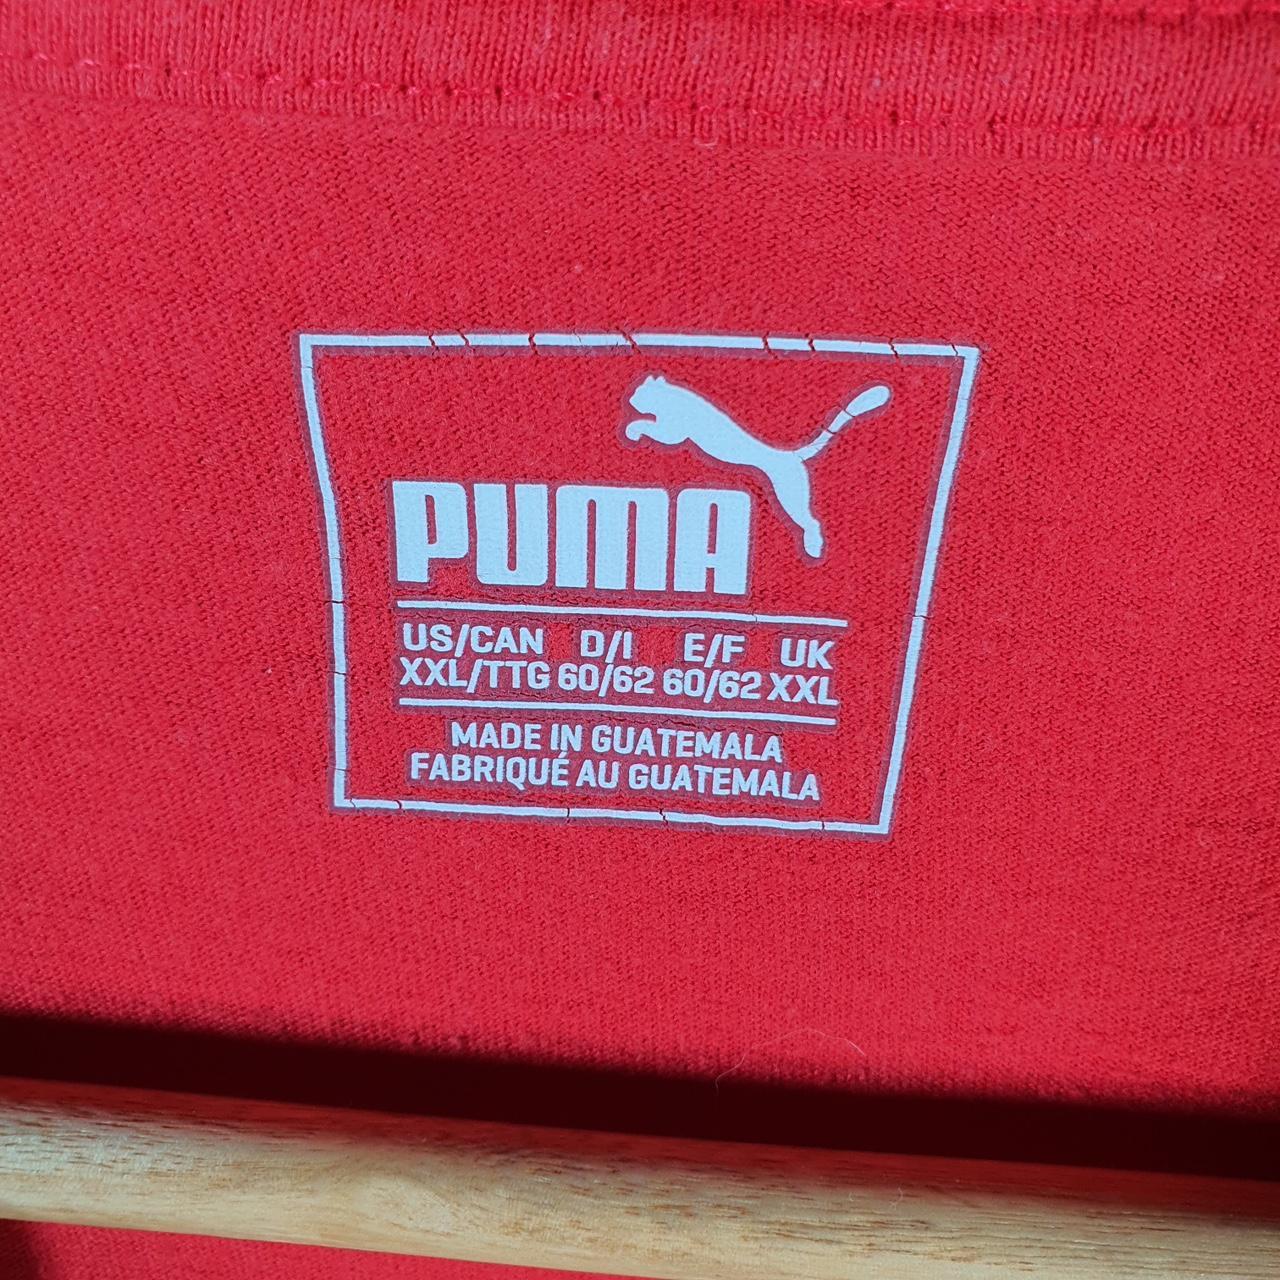 PUMA
US/CAN D/I E/F UK
XXL/TTG 60/62 60/62 XXL
MADE IN GUATEMALA
FABRIQUÉ AU GUATEMALA